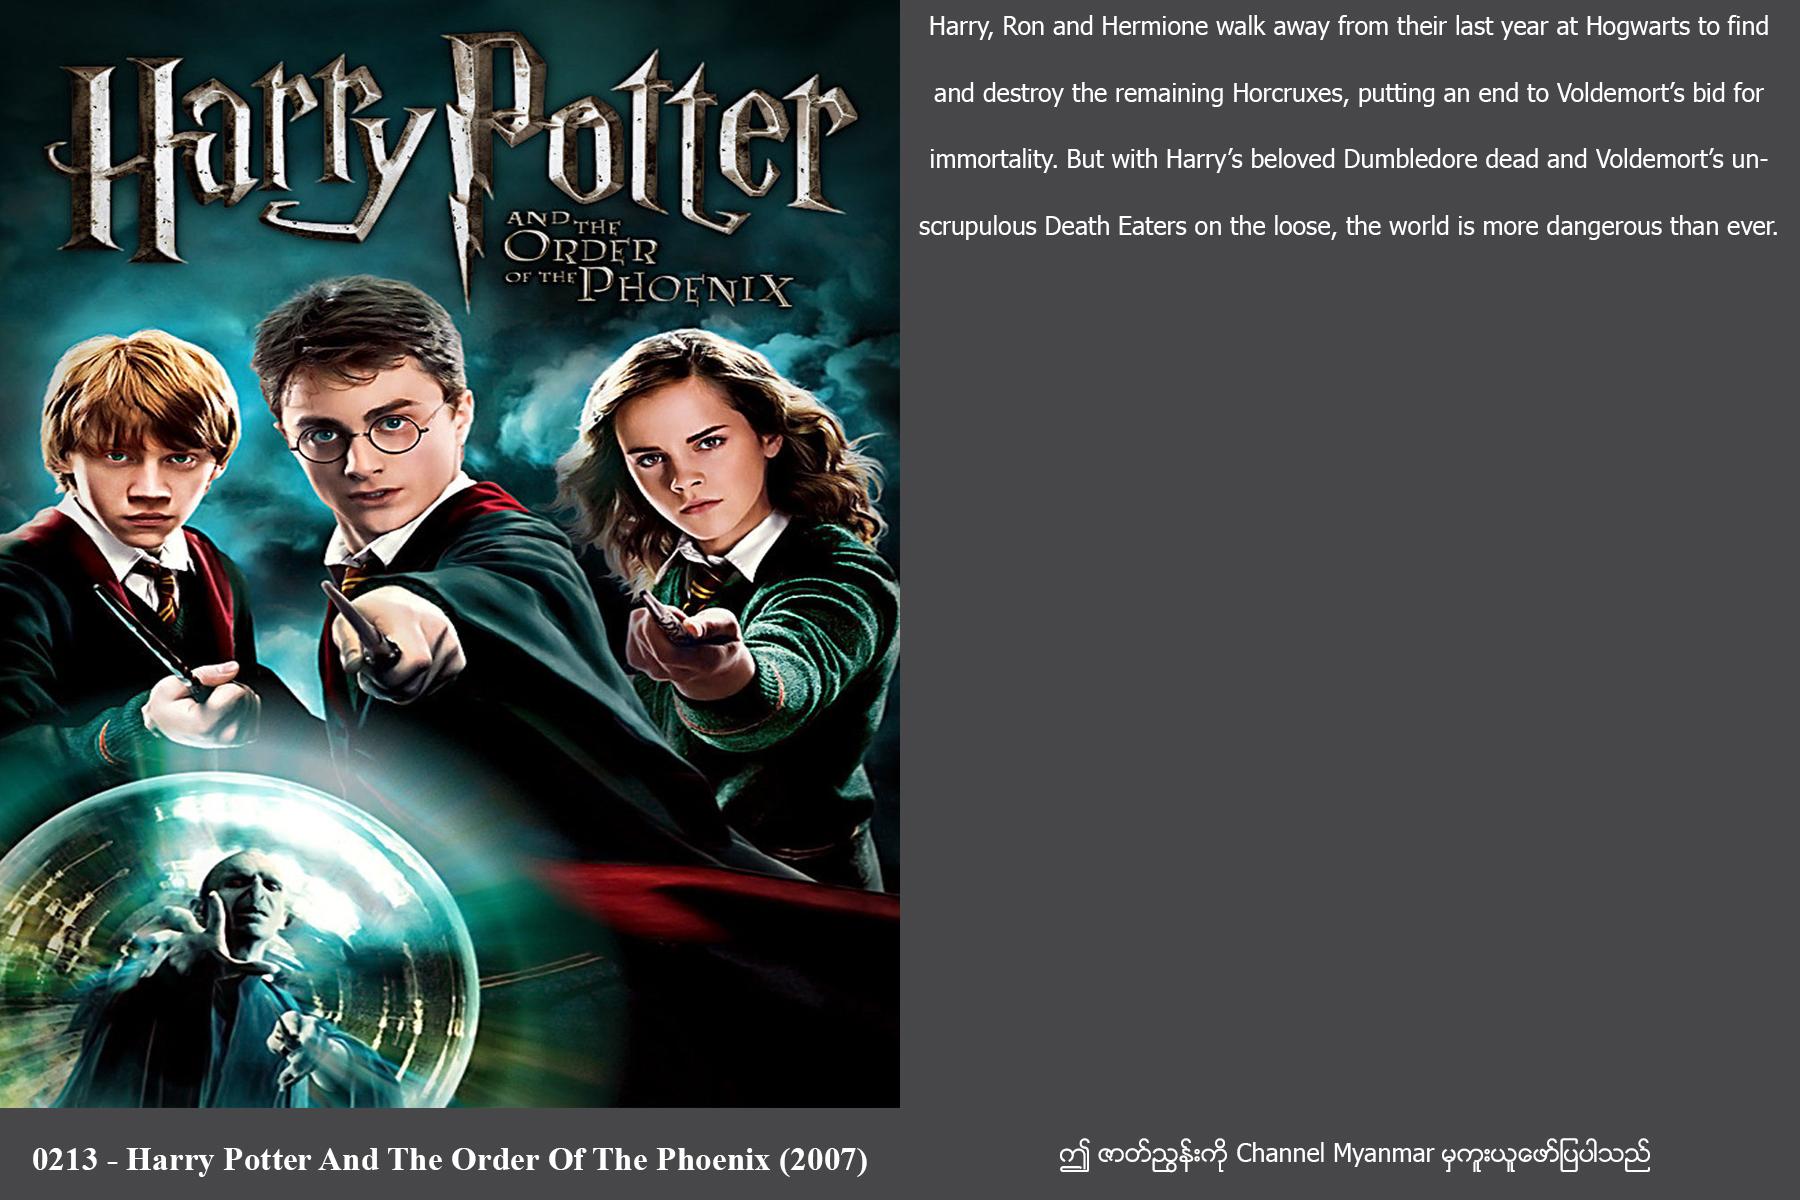 Harry Potter
AND THE
ORDER
OF THE PHOENIX
Harry, Ron and Hermione walk away from their last year at Hogwarts to find
and destroy the remaining Horcruxes, putting an end to Voldemort’s bid for
immortality. But with Harry’s beloved Dumbledore dead and Voldemort’s un-
scrupulous Death Eaters on the loose, the world is more dangerous than ever.
0213 - Harry Potter And The Order Of The Phoenix (2007)
ဤ ဇာတ်ညွှန်းကို Channel Myanmar မှကူးယူဖော်ပြပါသည်